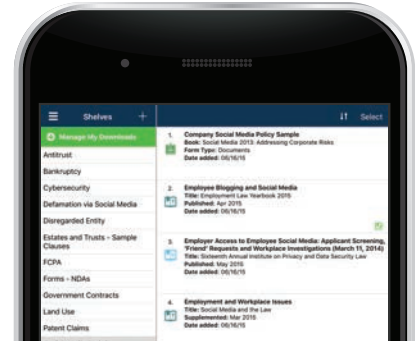 Shelves +
Manage My Downloads
Antitrust
Bankruptcy
Cybersecurity
Defamation via Social Media
Disregarded Entity
Estates and Trusts - Sample
Clauses
FCPA
Forms - NDAs
Government Contracts
Land Use
Patent Claims
Select
1. Company Social Media Policy Sample
Book: Social Media 2013: Addressing Corporate Risks
Form Type: Documents
Date added: 06/16/15
2. Employee Blogging and Social Media
Title: Employment Law Yearbook 2015
Published: Apr 2015
Date added: 06/16/15
3. Employer Access to Employee Social Media: Applicant Screening,
'Friend' Requests and Workplace Investigations (March 11, 2014)
Title: Sixteenth Annual Institute on Privacy and Data Security Law
Published: May 2015
Date added: 06/16/15
4. Employment and Workplace Issues
Title: Social Media and the Law
Supplemented: Mar 2015
Date added: 06/16/15